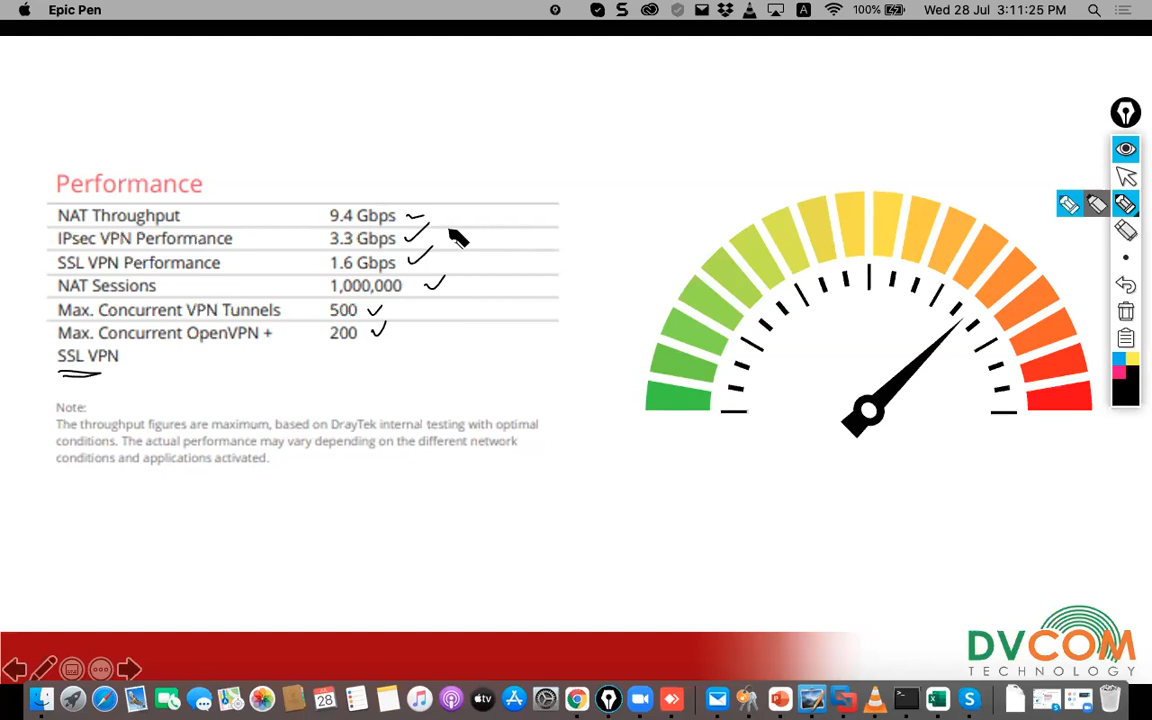 Epic Pen
A
100%
Wed 28 Jul 3:11:25 PM
Performance
NAT Throughput 9.4 Gbps
IPsec VPN Performance 3.3 Gbps
SSL VPN Performance 1.6 Gbps
NAT Sessions 1,000,000
Max. Concurrent VPN Tunnels 500
Max. Concurrent OpenVPN + 200
SSL VPN
Note:
The throughput figures are maximum, based on DrayTek internal testing with optimal
conditions. The actual performance may vary depending on the different network
conditions and applications activated.
DVCOM
TECHNOLOGY
28
tv